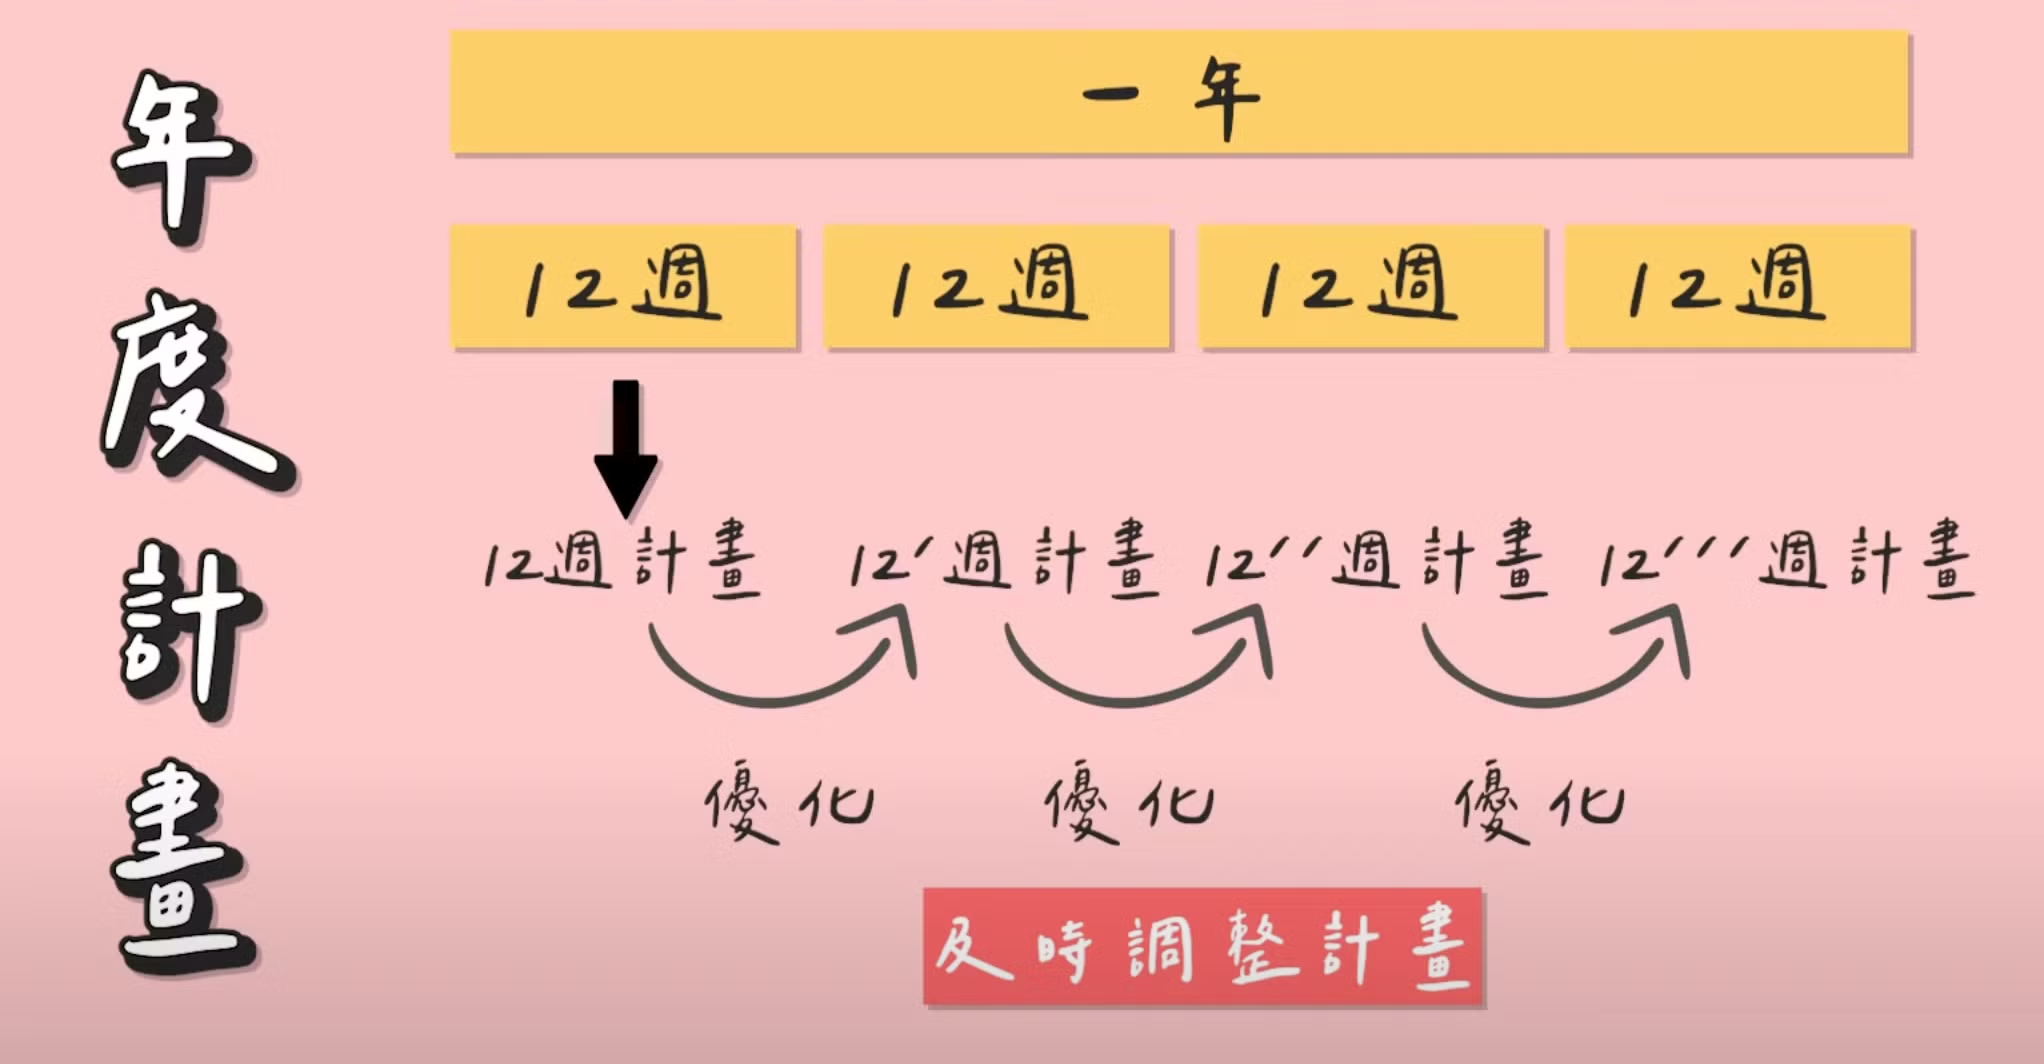 年度計畫
一年
12週 12週 12週 12週
12週計畫 12′週計畫 12′′週計畫 12′′′週計畫
優化 優化 優化
及時調整計畫